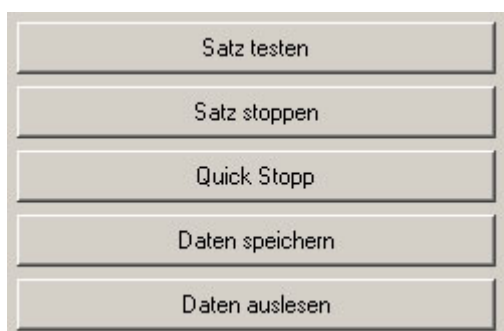 Satz testen
Satz stoppen
Quick Stopp
Daten speichern
Daten auslesen